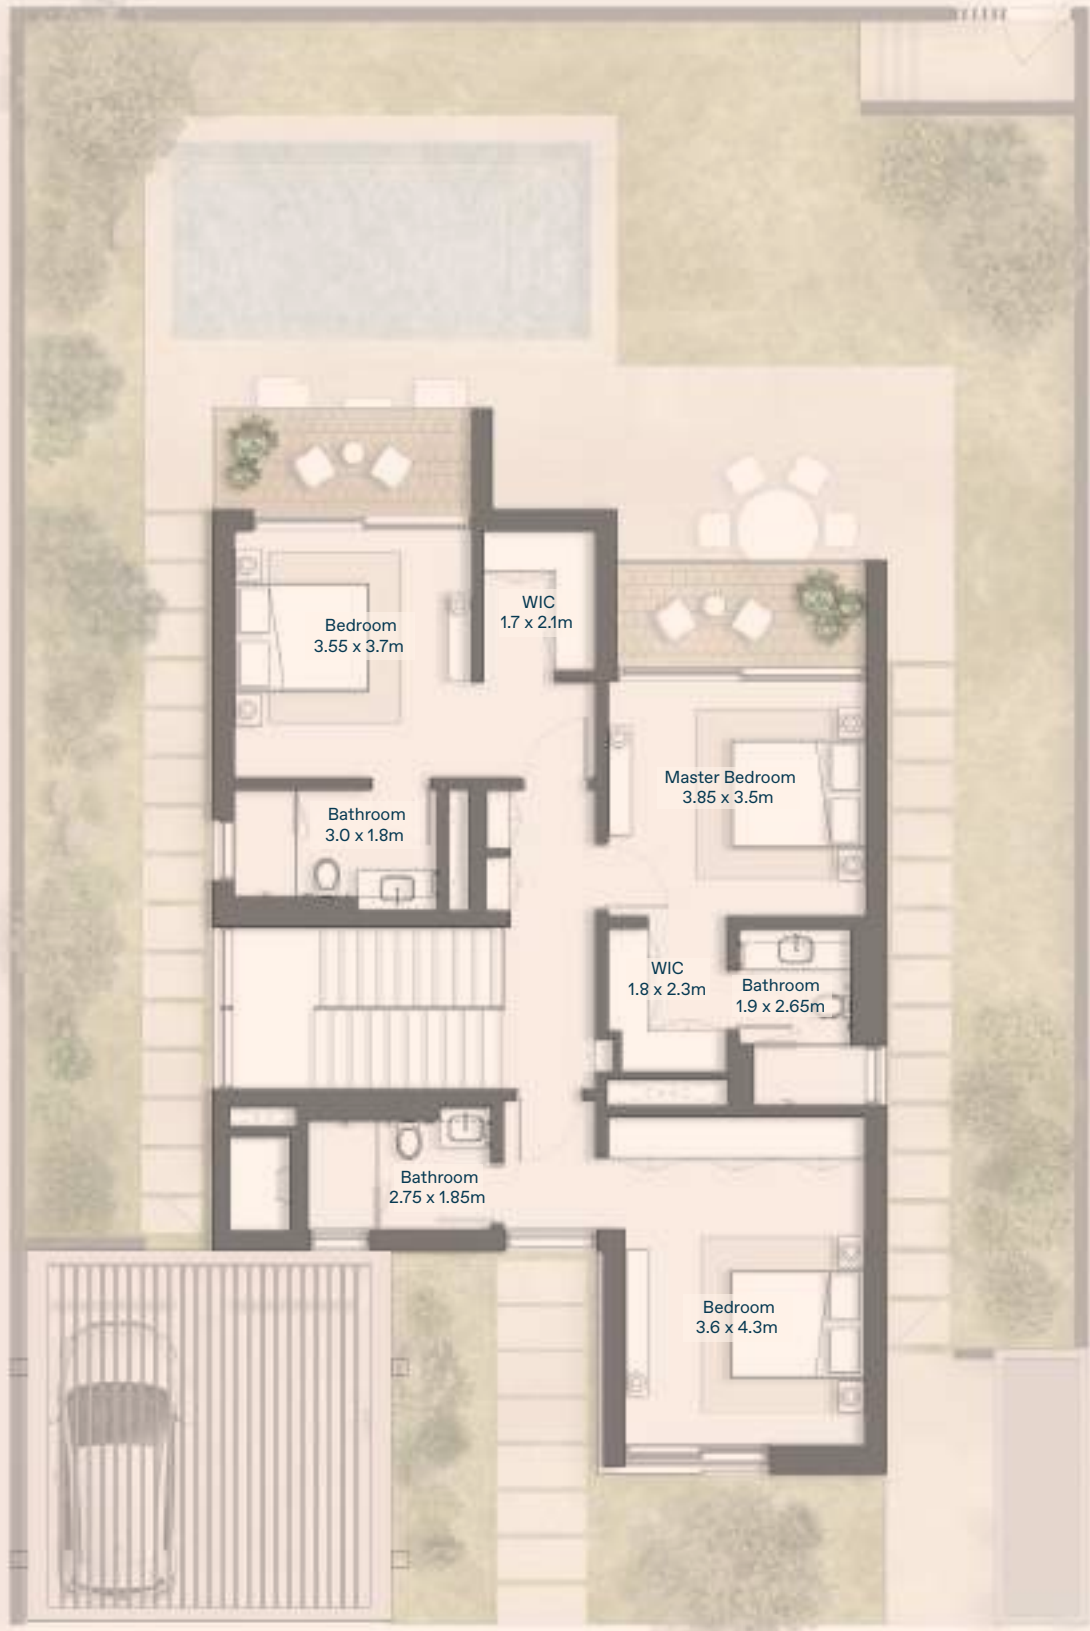 WIC
1.7 x 2.1m
Bedroom
3.55 x 3.7m
Master Bedroom
3.85 x 3.5m
Bathroom
3.0 x 1.8m
WIC
1.8 x 2.3m
Bathroom
1.9 x 2.65m
Bathroom
2.75 x 1.85m
Bedroom
3.6 x 4.3m